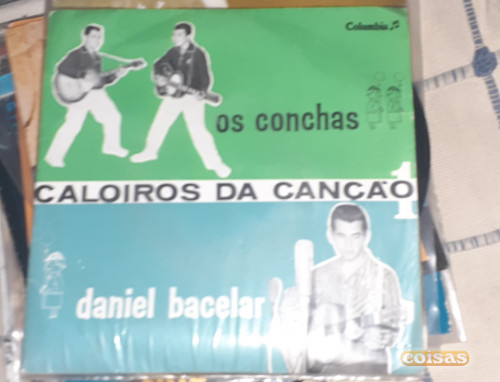 Columbia
os conchas
CALOIROS DA CANÇÃO 1
daniel bacelar
coisas